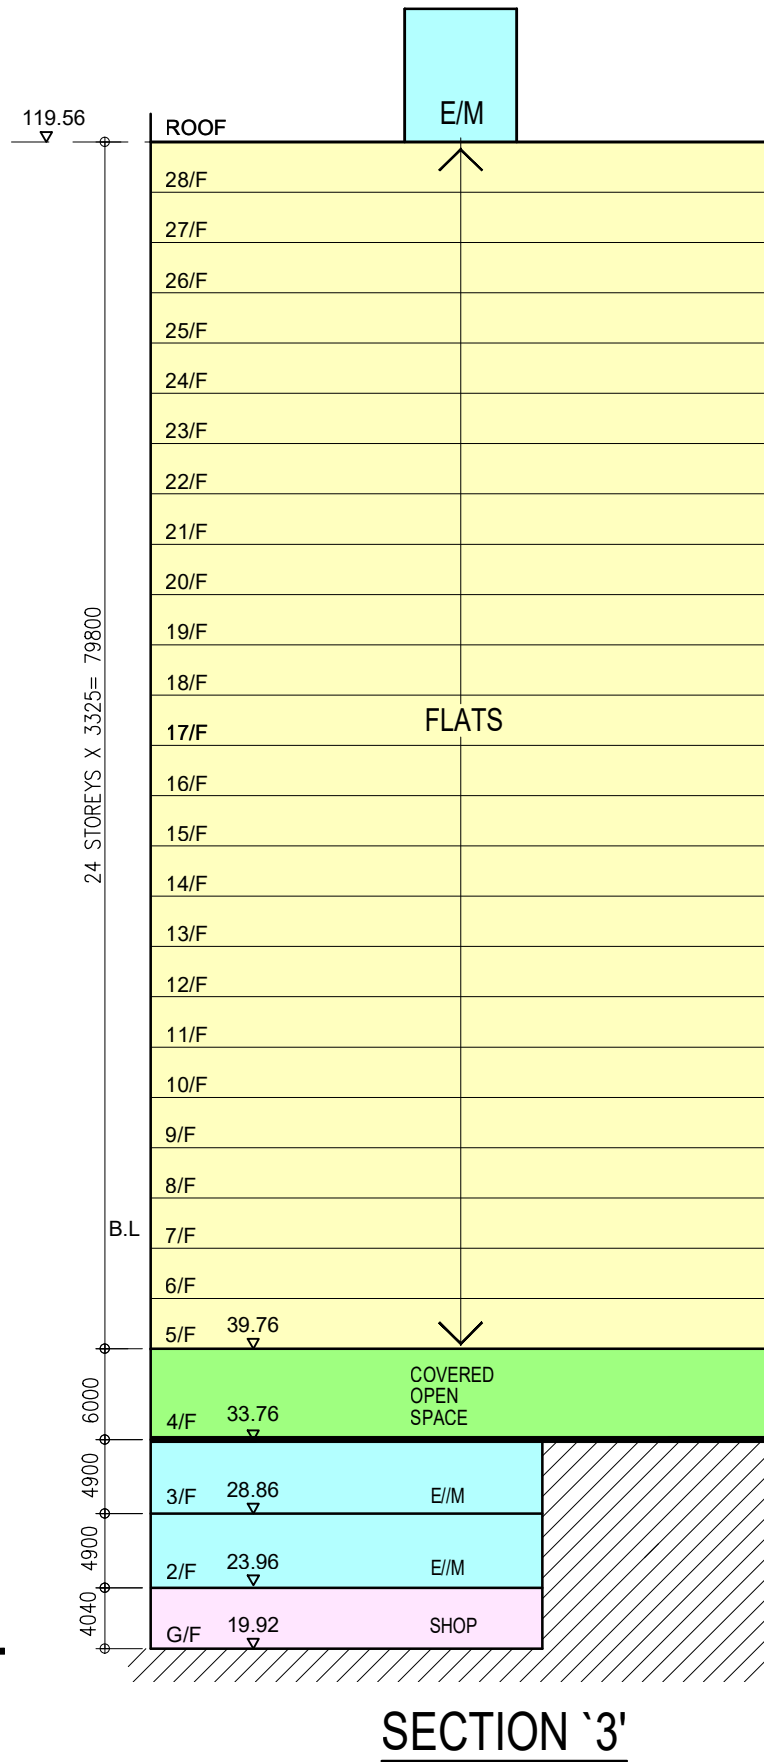 E/M
119.56
ROOF
28/F
27/F
26/F
25/F
24/F
23/F
22/F
21/F
20/F
19/F
18/F
FLATS
17/F
16/F
15/F
14/F
13/F
12/F
11/F
10/F
9/F
8/F
7/F
6/F
5/F 39.76
24 STOREYS X 3325= 79800
B.L
COVERED
OPEN
SPACE
4/F 33.76
6000
3/F 28.86 E//M
4900
2/F 23.96 E//M
4900
G/F 19.92 SHOP
4040
SECTION `3'